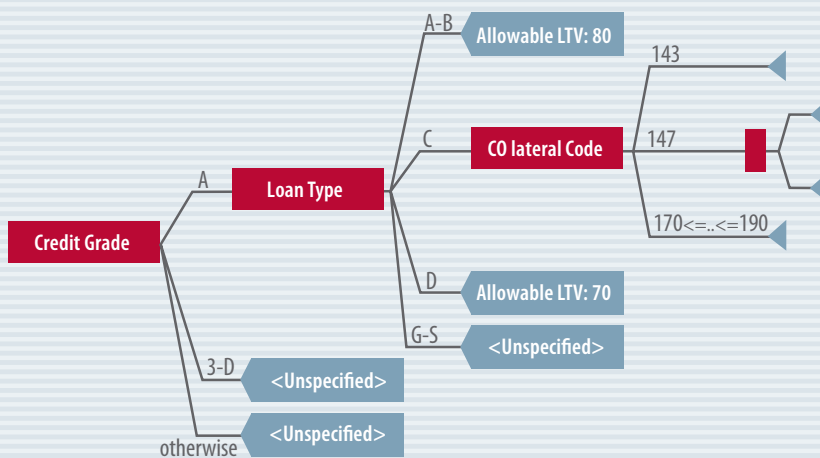 A-B
Allowable LTV: 80
143
C
CO lateral Code
147
A
Loan Type
170<=..<=190
Credit Grade
D
Allowable LTV: 70
G-S
<Unspecified>
3-D
<Unspecified>
otherwise
<Unspecified>